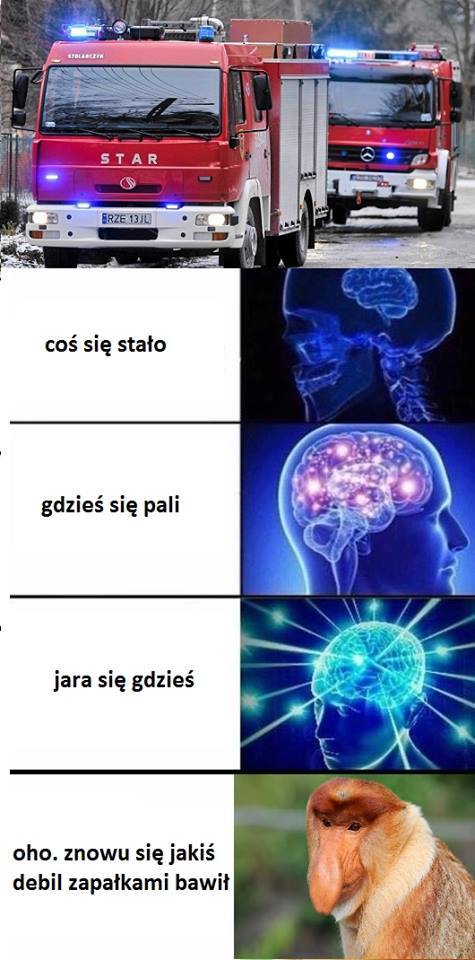 STOLARCZYK
STAR
RZE 13JL
coś się stało
gdzieś się pali
jara się gdzieś
oho. znowu się jakiś
debil zapałkami bawił